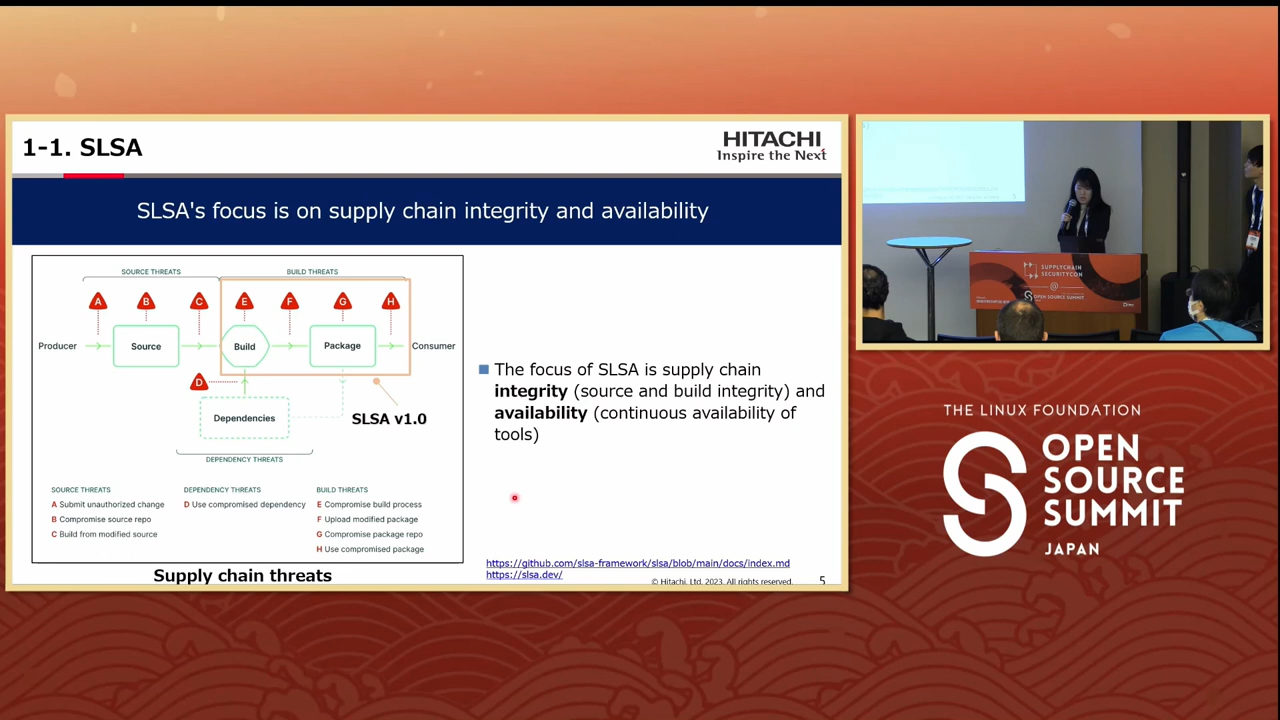 1-1. SLSA
HITACHI
Inspire the Next
SLSA's focus is on supply chain integrity and availability
SOURCE THREATS
BUILD THREATS
A
B
C
E
F
G
H
Producer
Source
Build
Package
Consumer
D
Dependencies
SLSA v1.0
DEPENDENCY THREATS
SOURCE THREATS
A Submit unauthorized change
B Compromise source repo
C Build from modified source
DEPENDENCY THREATS
D Use compromised dependency
BUILD THREATS
E Compromise build process
F Upload modified package
G Compromise package repo
H Use compromised package
Supply chain threats
The focus of SLSA is supply chain
integrity (source and build integrity) and
availability (continuous availability of
tools)
https://github.com/slsa-framework/slsa/blob/main/docs/index.md
https://slsa.dev/
© Hitachi, Ltd. 2023. All rights reserved.
5
SUPPLYCHAIN
SECURITYCON
@
OPEN SOURCE SUMMIT
THE LINUX FOUNDATION
OPEN
SOURCE
SUMMIT
JAPAN